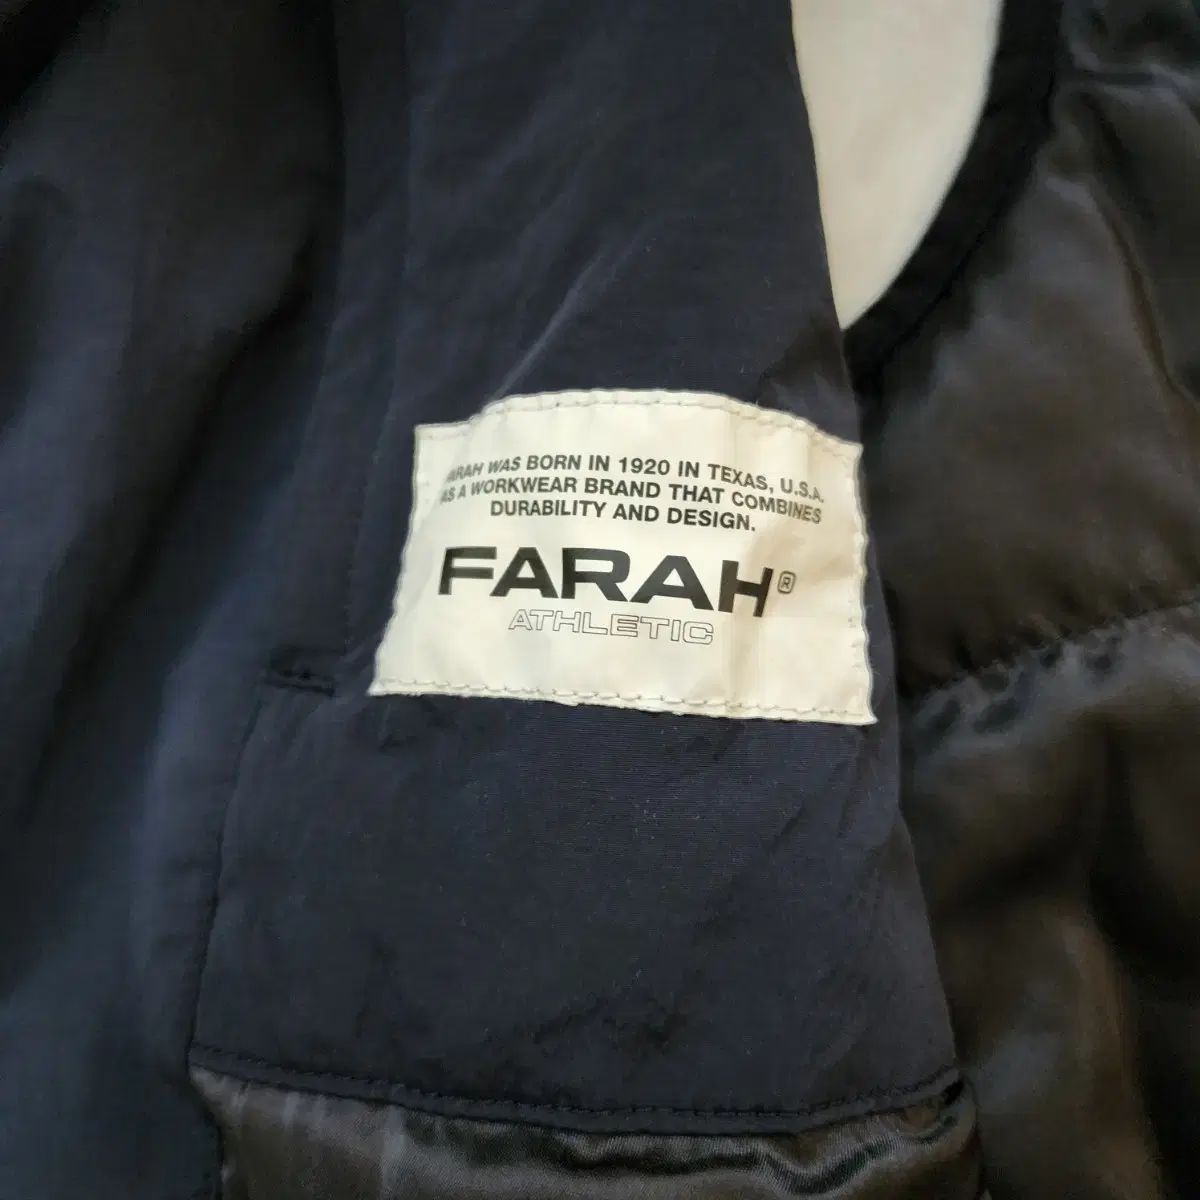 FARAH WAS BORN IN 1920 IN TEXAS, U.S.A.
AS A WORKWEAR BRAND THAT COMBINES
DURABILITY AND DESIGN.
FARAH®
ATHLETIC